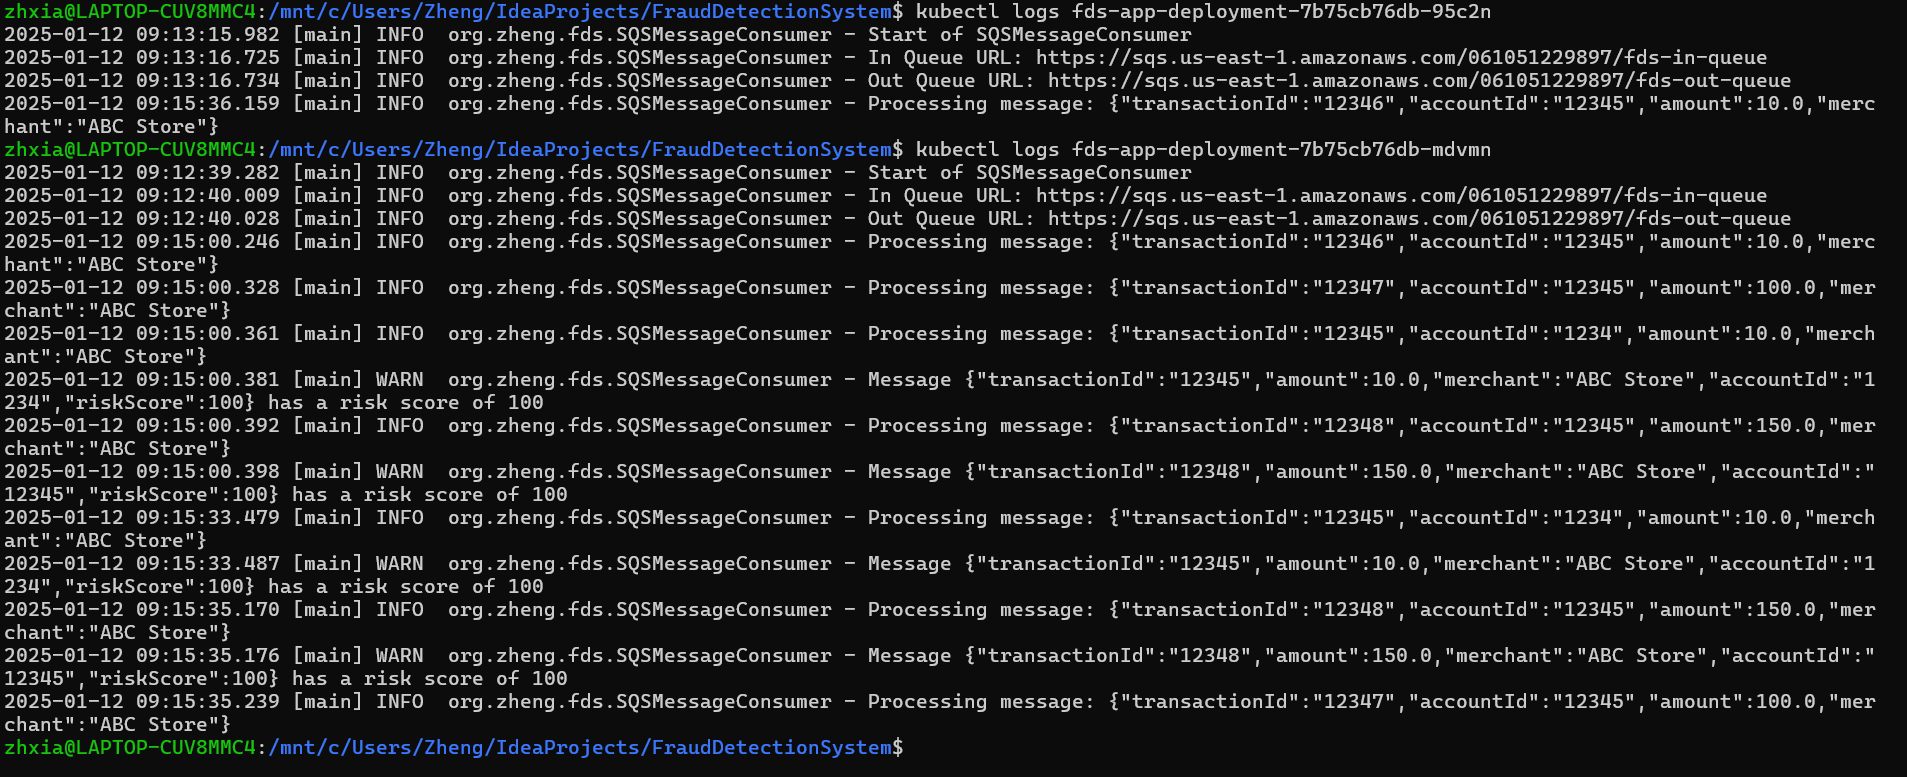 zhxia@LAPTOP-CUV8MMC4:/mnt/c/Users/Zheng/IdeaProjects/FraudDetectionSystem$ kubectl logs fds-app-deployment-7b75cb76db-95c2n
2025-01-12 09:13:15.982 [main] INFO  org.zheng.fds.SQSMessageConsumer - Start of SQSMessageConsumer
2025-01-12 09:13:16.725 [main] INFO  org.zheng.fds.SQSMessageConsumer - In Queue URL: https://sqs.us-east-1.amazonaws.com/061051229897/fds-in-queue
2025-01-12 09:13:16.734 [main] INFO  org.zheng.fds.SQSMessageConsumer - Out Queue URL: https://sqs.us-east-1.amazonaws.com/061051229897/fds-out-queue
2025-01-12 09:15:36.159 [main] INFO  org.zheng.fds.SQSMessageConsumer - Processing message: {"transactionId":"12346","accountId":"12345","amount":10.0,"merc
hant":"ABC Store"}
zhxia@LAPTOP-CUV8MMC4:/mnt/c/Users/Zheng/IdeaProjects/FraudDetectionSystem$ kubectl logs fds-app-deployment-7b75cb76db-mdvmn
2025-01-12 09:12:39.282 [main] INFO  org.zheng.fds.SQSMessageConsumer - Start of SQSMessageConsumer
2025-01-12 09:12:40.009 [main] INFO  org.zheng.fds.SQSMessageConsumer - In Queue URL: https://sqs.us-east-1.amazonaws.com/061051229897/fds-in-queue
2025-01-12 09:12:40.028 [main] INFO  org.zheng.fds.SQSMessageConsumer - Out Queue URL: https://sqs.us-east-1.amazonaws.com/061051229897/fds-out-queue
2025-01-12 09:15:00.246 [main] INFO  org.zheng.fds.SQSMessageConsumer - Processing message: {"transactionId":"12346","accountId":"12345","amount":10.0,"merc
hant":"ABC Store"}
2025-01-12 09:15:00.328 [main] INFO  org.zheng.fds.SQSMessageConsumer - Processing message: {"transactionId":"12347","accountId":"12345","amount":100.0,"mer
chant":"ABC Store"}
2025-01-12 09:15:00.361 [main] INFO  org.zheng.fds.SQSMessageConsumer - Processing message: {"transactionId":"12345","accountId":"1234","amount":10.0,"merch
ant":"ABC Store"}
2025-01-12 09:15:00.381 [main] WARN  org.zheng.fds.SQSMessageConsumer - Message {"transactionId":"12345","amount":10.0,"merchant":"ABC Store","accountId":"1
234","riskScore":100} has a risk score of 100
2025-01-12 09:15:00.392 [main] INFO  org.zheng.fds.SQSMessageConsumer - Processing message: {"transactionId":"12348","accountId":"12345","amount":150.0,"mer
chant":"ABC Store"}
2025-01-12 09:15:00.398 [main] WARN  org.zheng.fds.SQSMessageConsumer - Message {"transactionId":"12348","amount":150.0,"merchant":"ABC Store","accountId":"
12345","riskScore":100} has a risk score of 100
2025-01-12 09:15:33.479 [main] INFO  org.zheng.fds.SQSMessageConsumer - Processing message: {"transactionId":"12345","accountId":"1234","amount":10.0,"merch
ant":"ABC Store"}
2025-01-12 09:15:33.487 [main] WARN  org.zheng.fds.SQSMessageConsumer - Message {"transactionId":"12345","amount":10.0,"merchant":"ABC Store","accountId":"1
234","riskScore":100} has a risk score of 100
2025-01-12 09:15:35.170 [main] INFO  org.zheng.fds.SQSMessageConsumer - Processing message: {"transactionId":"12348","accountId":"12345","amount":150.0,"mer
chant":"ABC Store"}
2025-01-12 09:15:35.176 [main] WARN  org.zheng.fds.SQSMessageConsumer - Message {"transactionId":"12348","amount":150.0,"merchant":"ABC Store","accountId":"
12345","riskScore":100} has a risk score of 100
2025-01-12 09:15:35.239 [main] INFO  org.zheng.fds.SQSMessageConsumer - Processing message: {"transactionId":"12347","accountId":"12345","amount":100.0,"mer
chant":"ABC Store"}
zhxia@LAPTOP-CUV8MMC4:/mnt/c/Users/Zheng/IdeaProjects/FraudDetectionSystem$